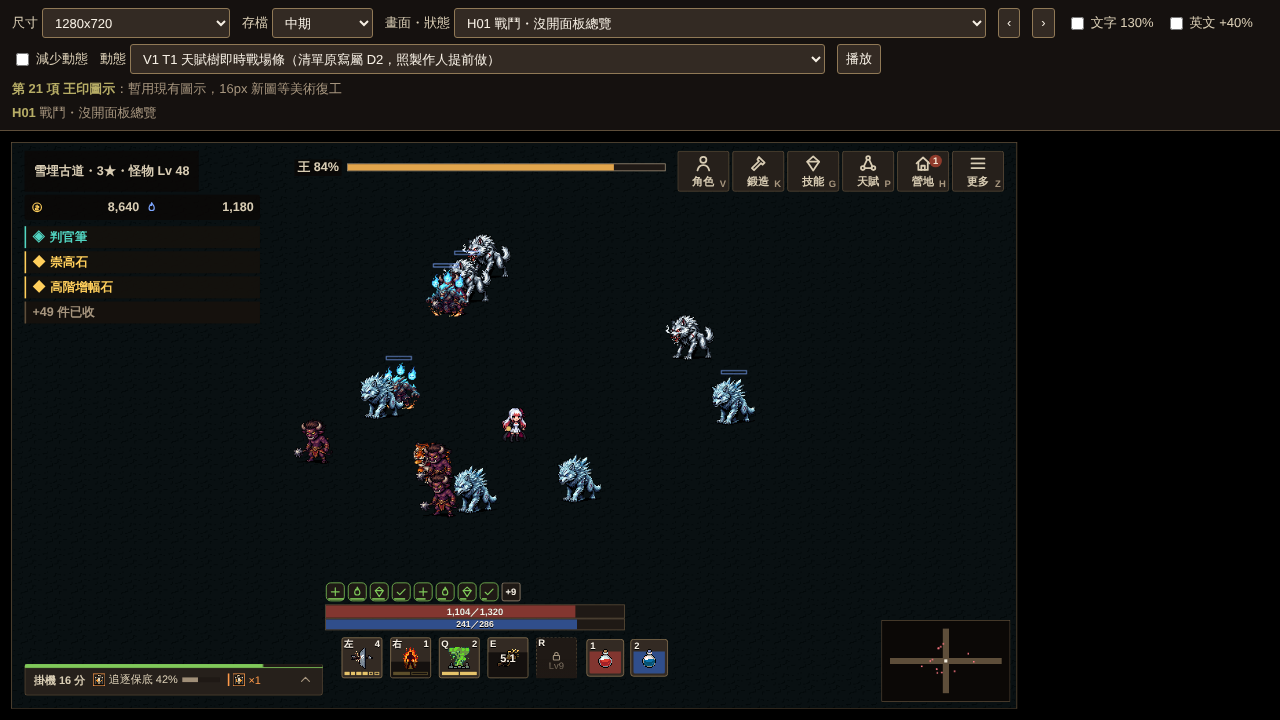 尺寸 1280x720 存檔 中期 畫面・狀態 H01 戰鬥・沒開面板總覽 ‹ › 文字 130% 英文 +40%
減少動態 動態 V1 T1 天賦樹即時戰場條（清單原寫屬 D2，照製作人提前做） 播放
第 21 項 王印圖示：暫用現有圖示，16px 新圖等美術復工
H01 戰鬥・沒開面板總覽
雪埋古道・3★・怪物 Lv 48
王 84%
角色 V 鍛造 K 技能 G 天賦 P 營地 H 1 更多 Z
8,640 1,180
判官筆
崇高石
高階增幅石
+49 件已收
+9
1,104／1,320
241／286
左 4 右 1 Q 2 E 5.1 R Lv9 1 2
掛機 16 分 追逐保底 42% ×1